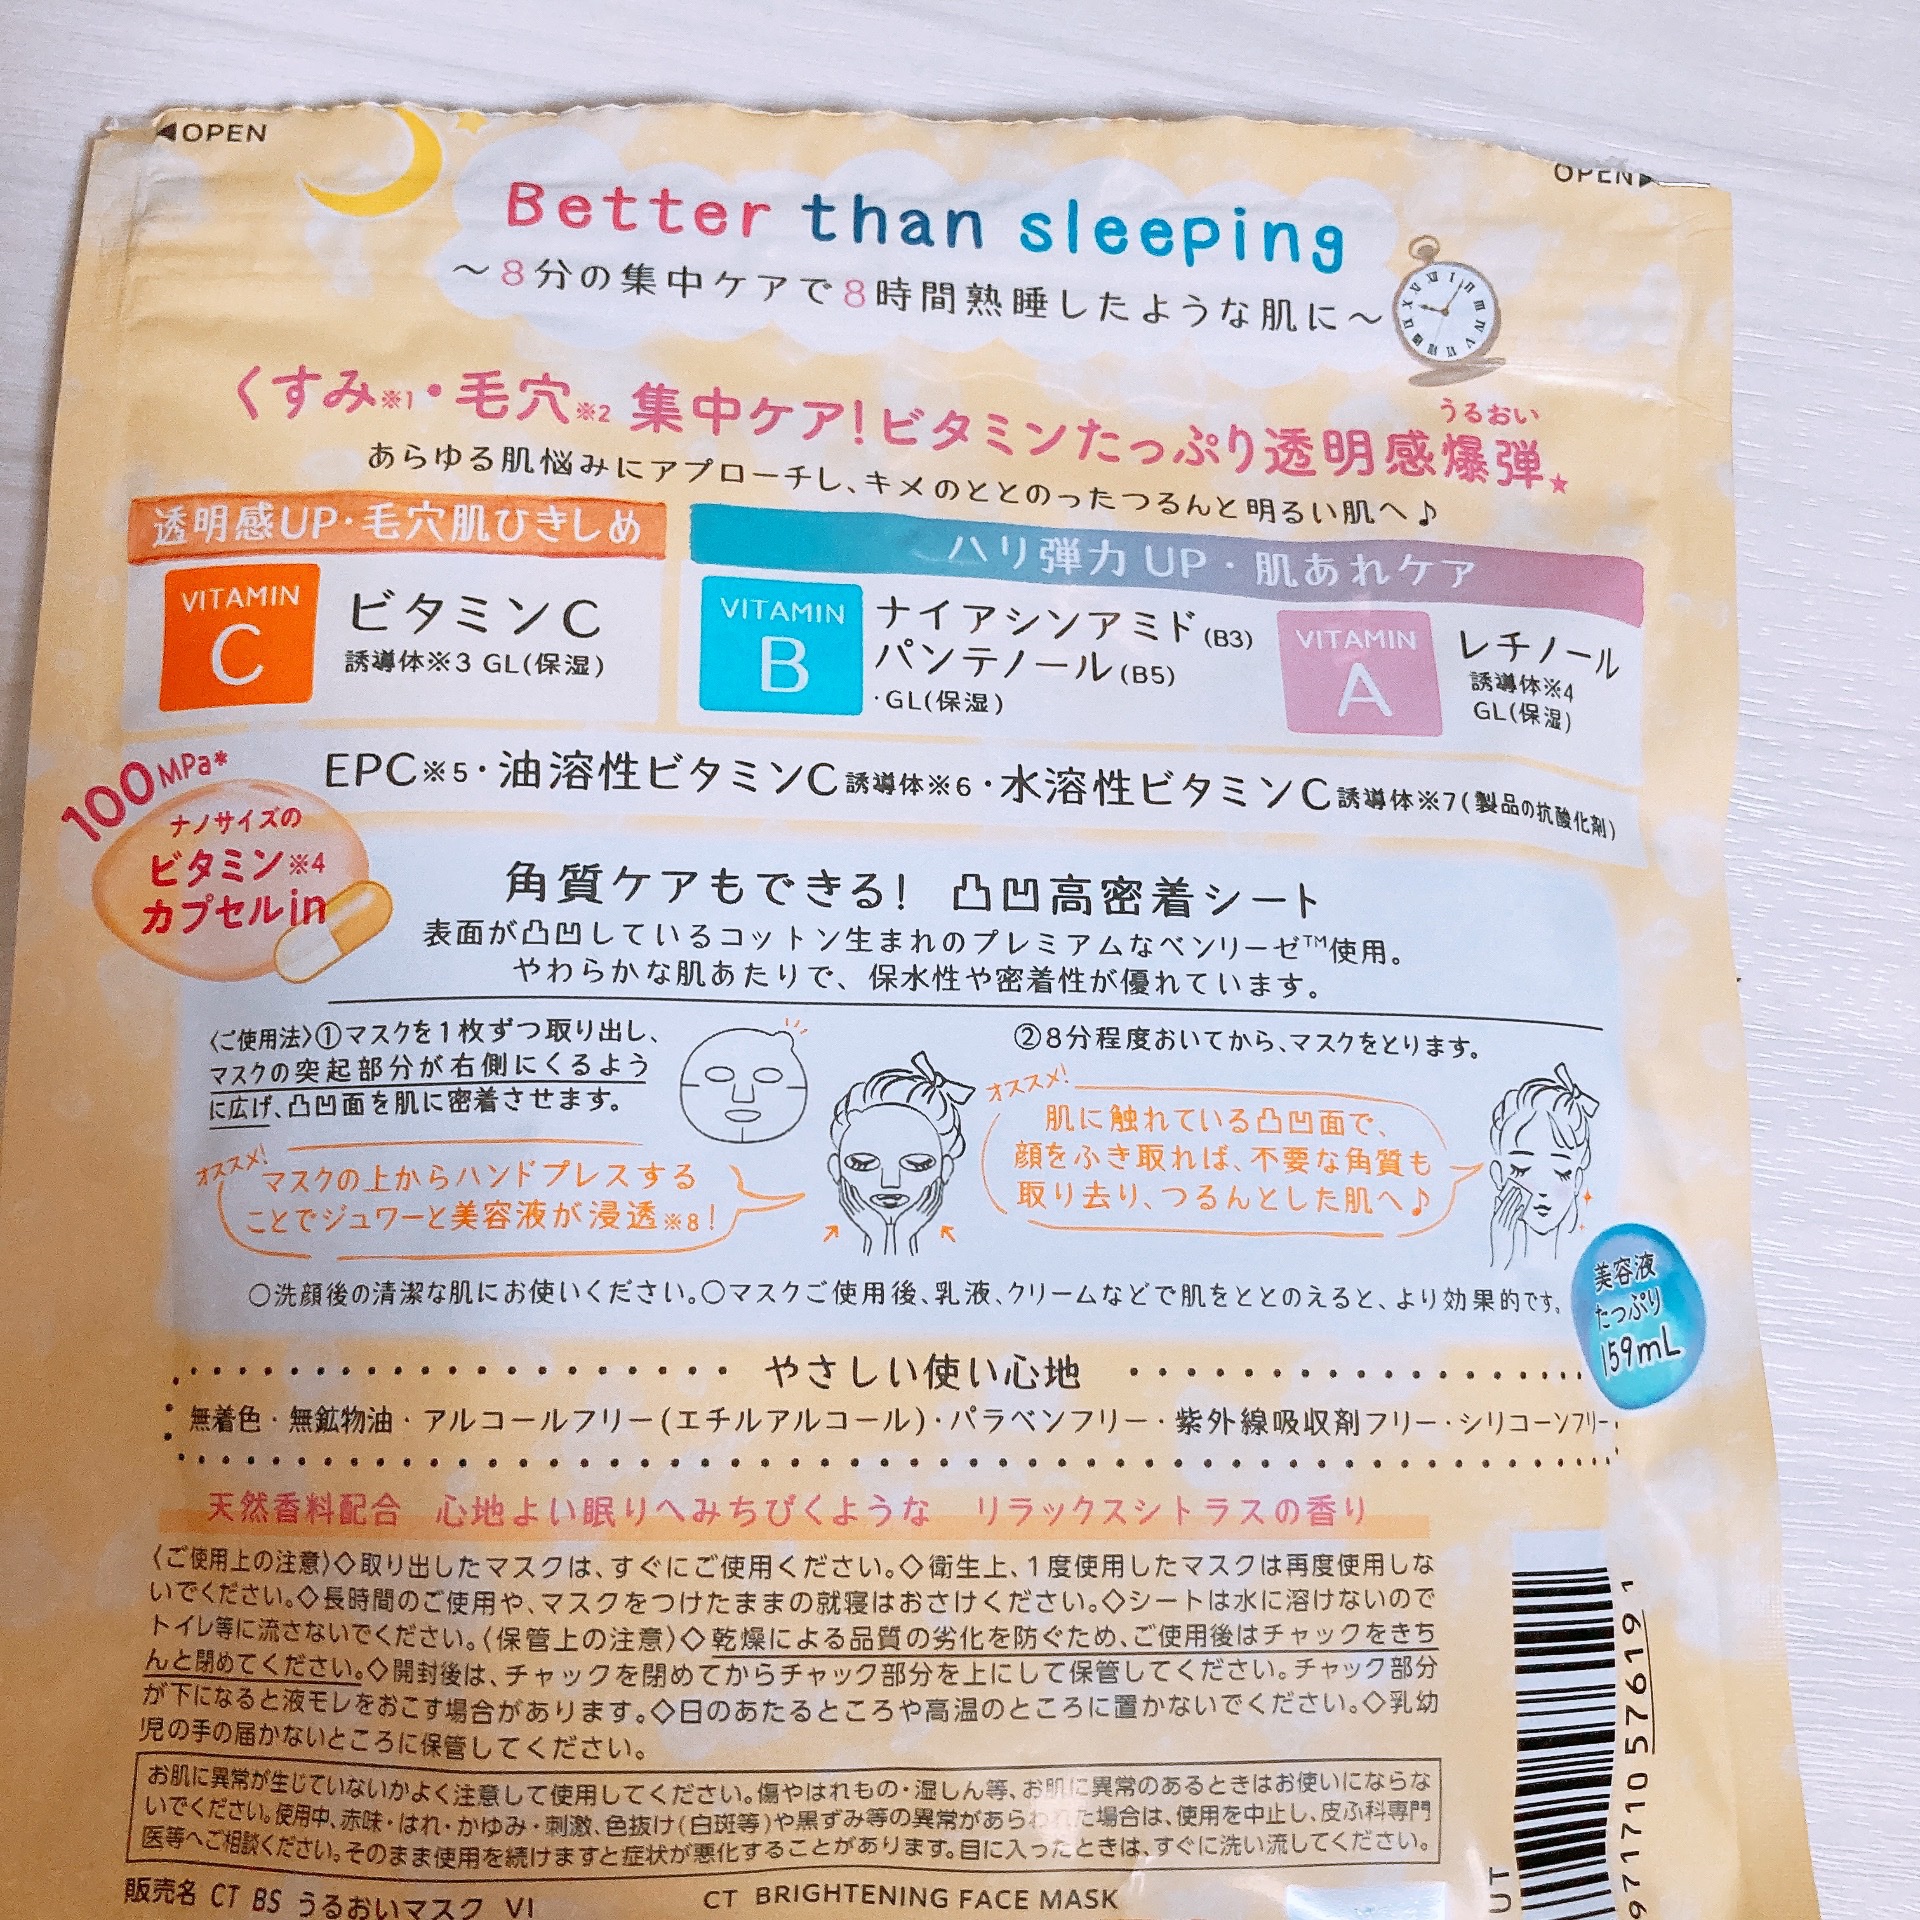 ◀OPEN
OPEN▶
Better than sleeping
～8分の集中ケアで8時間熟睡したような肌に～
くすみ※1・毛穴※2 集中ケア!ビタミンたっぷり透明感爆弾★
うるおい
あらゆる肌悩みにアプローチし、キメのととのったつるんと明るい肌へ♪
透明感UP・毛穴肌ひきしめ
VITAMIN
C
ビタミンC
誘導体※3 GL(保湿)
ハリ弾力UP・肌あれケア
VITAMIN
B
ナイアシンアミド(B3)
パンテノール(B5)
・GL(保湿)
VITAMIN
A
レチノール
誘導体※4
GL(保湿)
EPC※5・油溶性ビタミンC誘導体※6・水溶性ビタミンC誘導体※7(製品の抗酸化剤)
100MPa*
ナノサイズの
ビタミン※4
カプセルin
角質ケアもできる! 凸凹高密着シート
表面が凸凹しているコットン生まれのプレミアムなベンリーゼ™使用。
やわらかな肌あたりで、保水性や密着性が優れています。
〈ご使用法〉①マスクを1枚ずつ取り出し、
マスクの突起部分が右側にくるよう
に広げ、凸凹面を肌に密着させます。
オススメ!
マスクの上からハンドプレスする
ことでジュワーと美容液が浸透※8!
②8分程度おいてから、マスクをとります。
オススメ!
肌に触れている凸凹面で、
顔をふき取れば、不要な角質も
取り去り、つるんとした肌へ♪
○洗顔後の清潔な肌にお使いください。○マスクご使用後、乳液、クリームなどで肌をととのえると、より効果的です。
美容液
たっぷり
159mL
やさしい使い心地
無着色・無鉱物油・アルコールフリー(エチルアルコール)・パラベンフリー・紫外線吸収剤フリー・シリコーンフリー
天然香料配合 心地よい眠りへみちびくような リラックスシトラスの香り
〈ご使用上の注意〉◇取り出したマスクは、すぐにご使用ください。◇衛生上、1度使用したマスクは再度使用しな
いでください。◇長時間のご使用や、マスクをつけたままの就寝はおさけください。◇シートは水に溶けないので
トイレ等に流さないでください。〈保管上の注意〉◇乾燥による品質の劣化を防ぐため、ご使用後はチャックをきち
んと閉めてください。◇開封後は、チャックを閉めてからチャック部分を上にして保管してください。チャック部分
が下になると液モレをおこす場合があります。◇日のあたるところや高温のところに置かないでください。◇乳幼
児の手の届かないところに保管してください。
お肌に異常が生じていないかよく注意して使用してください。傷やはれもの・湿しん等、お肌に異常のあるときはお使いにならな
いでください。使用中、赤味・はれ・かゆみ・刺激、色抜け(白斑等)や黒ずみ等の異常があらわれた場合は、使用を中止し、皮ふ科専門
医等へご相談ください。そのまま使用を続けますと症状が悪化することがあります。目に入ったときは、すぐに洗い流してください。
販売名 CT BS うるおいマスク VI
CT BRIGHTENING FACE MASK
UT
971710 576191